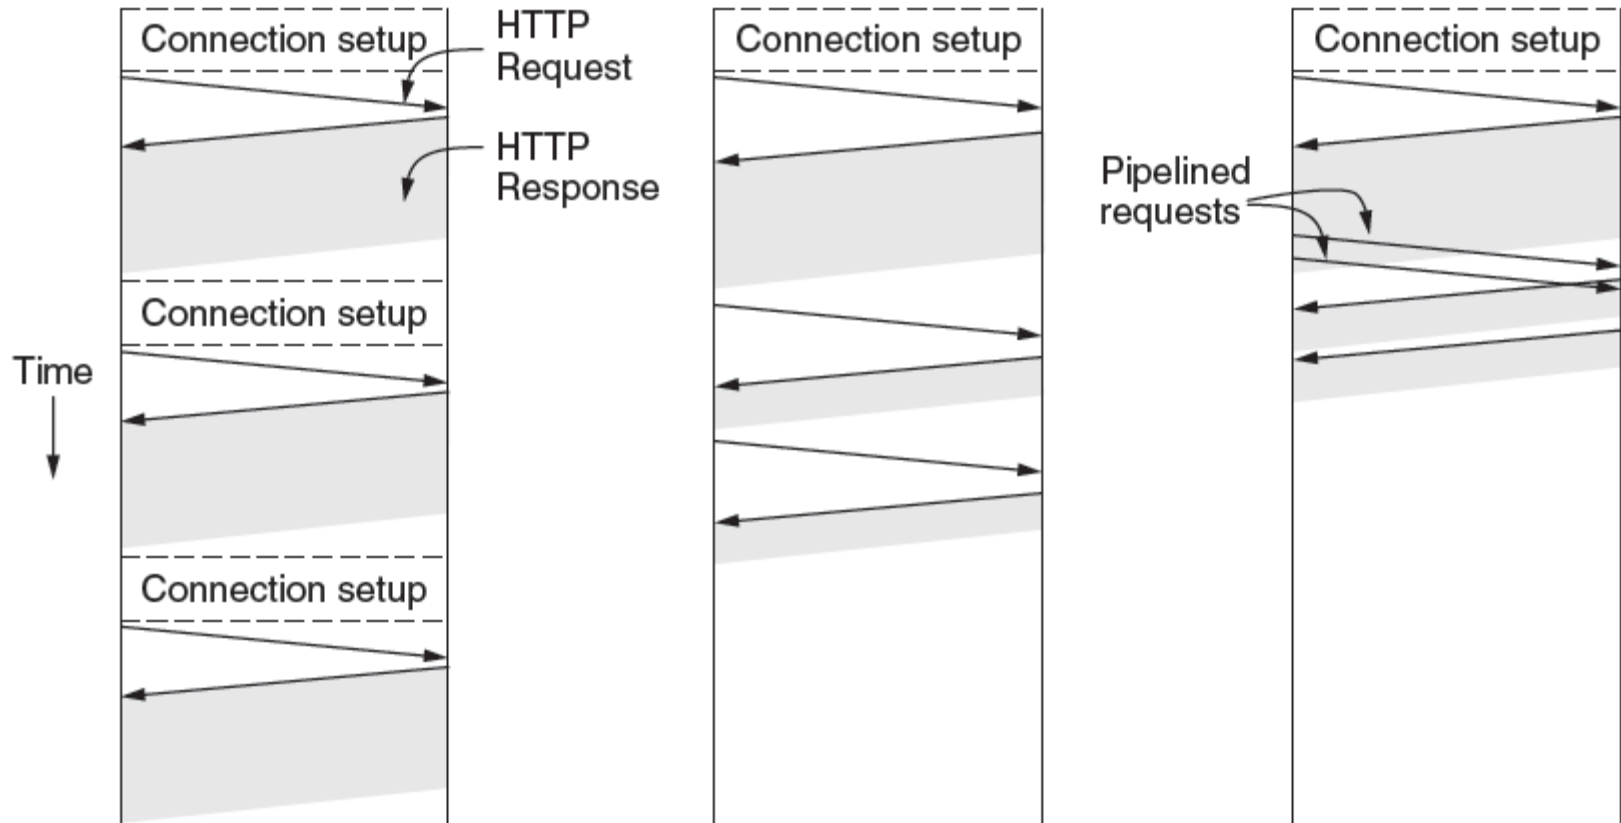 Connection setup
HTTP
Request
HTTP
Response
Connection setup
Time
Connection setup
Connection setup
Connection setup
Pipelined
requests